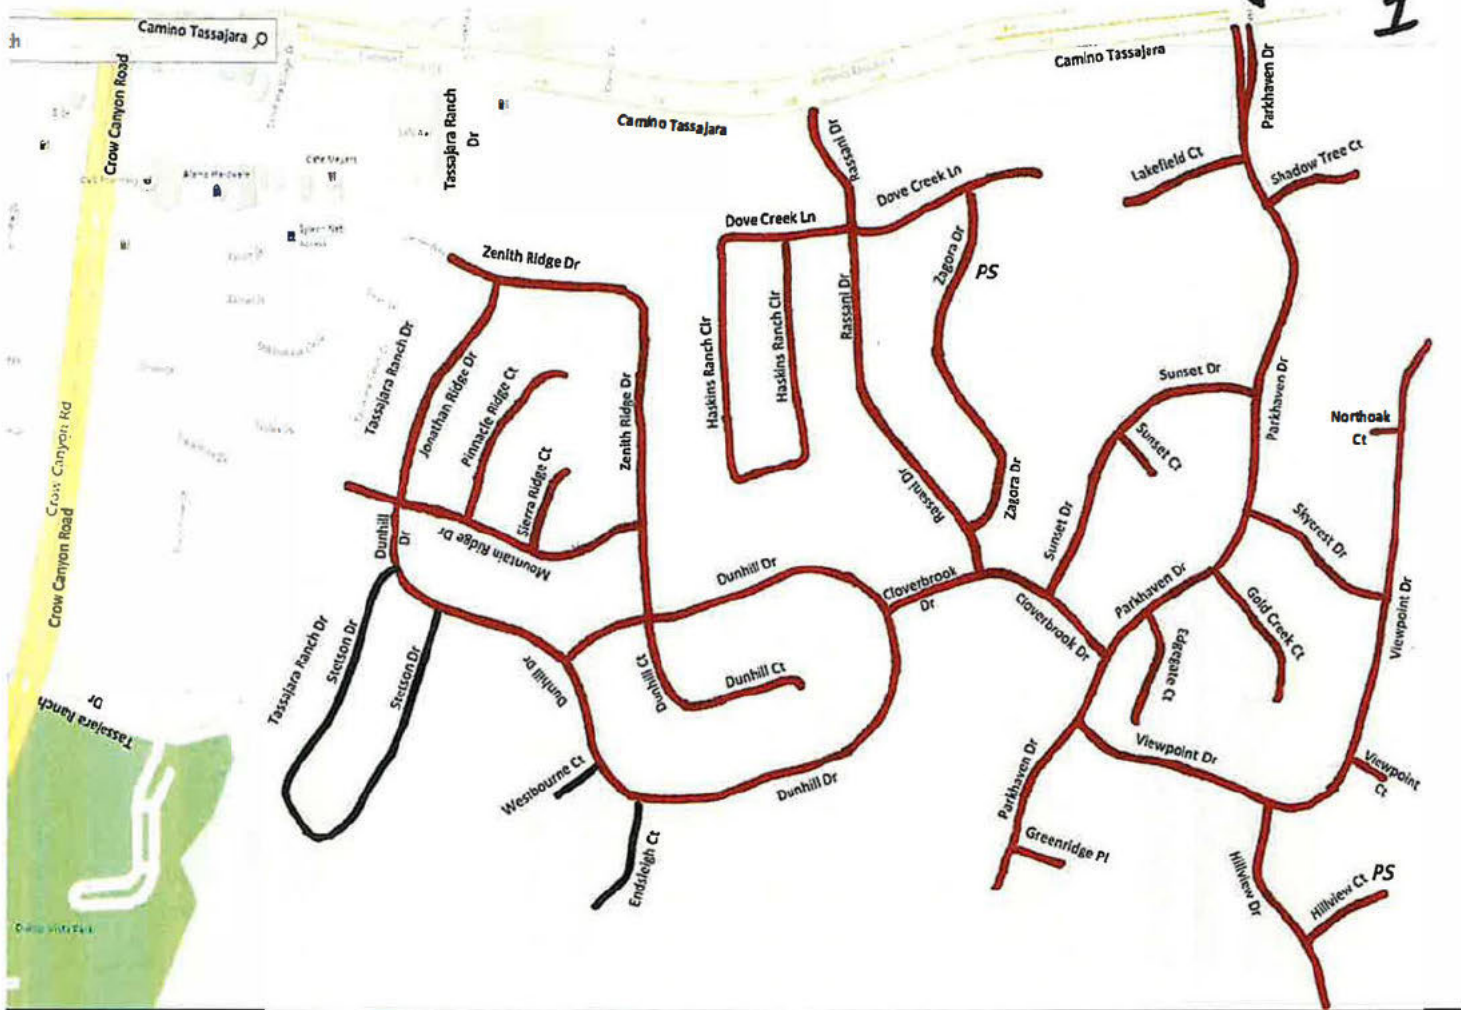 1
Camino Tassajara
Camino Tassajara
Camino Tassajara
Crow Canyon Road
Tassajara Ranch
Dr
Parkhaven Dr
Rassani Dr
Lakefield Ct
Shadow Tree Ct
Dove Creek Ln
Dove Creek Ln
Zenith Ridge Dr
Zagora Dr
PS
Rassani Dr
Haskins Ranch Clr
Haskins Ranch Clr
Tassajara Ranch Dr
Jonathan Ridge Dr
Pinnacle Ridge Ct
Zenith Ridge Dr
Sunset Dr
Parkhaven Dr
Northoak
Ct
Sunset Ct
Crow Canyon Rd
Crow Canyon Road
Sierra Ridge Ct
Rassani Dr
Zagora Dr
Sunset Dr
Skycrest Dr
Dunhill
Dr
Mountain Ridge Dr
Dunhill Dr
Cloverbrook
Dr
Cloverbrook Dr
Parkhaven Dr
Gold Creek Ct
Viewpoint Dr
Tassajara Ranch Dr
Stetson Dr
Stetson Dr
Dunhill Dr
Dunhill Ct
Dunhill Ct
Tassajara Ranch
Dr
Viewpoint Dr
Viewpoint
Ct
Westbourne Ct
Dunhill Dr
Parkhaven Dr
Greenridge Pl
Endsleigh Ct
Hillview Dr
Hillview Ct
PS